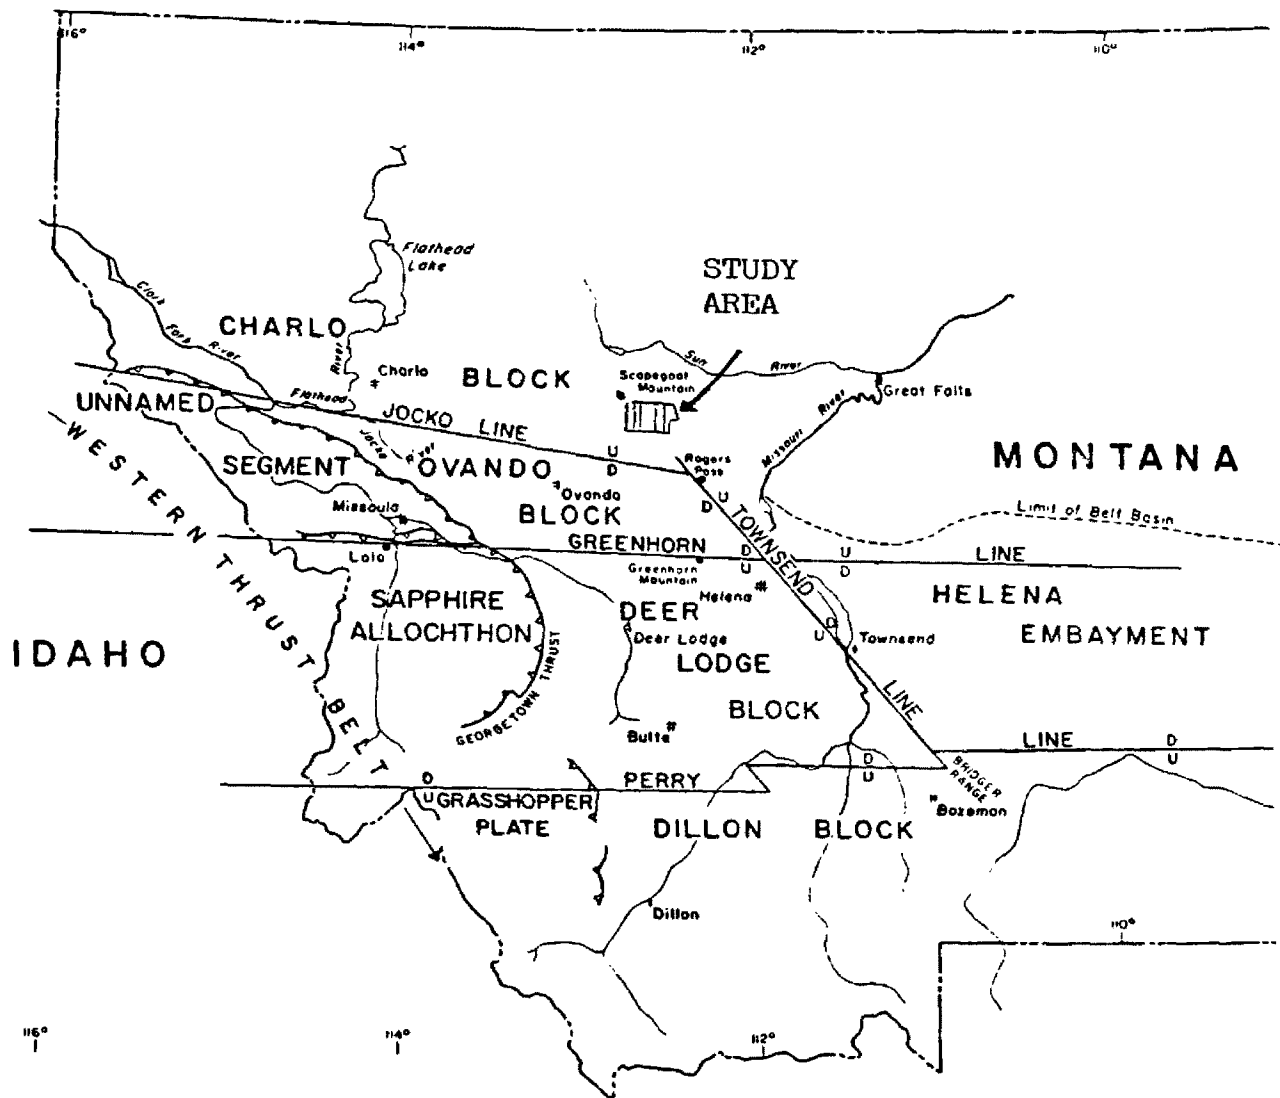 116°
114°
112°
110°
Flathead
Lake
STUDY
AREA
Clark
Fork River
CHARLO
River
Charlo
BLOCK
Sun River
Scapegoat
Mountain
Great Falls
Missouri River
UNNAMED
Flathead
JOCKO LINE
Jocko
River
U
D
Rogers
Pass
MONTANA
SEGMENT
OVANDO
Ovando
BLOCK
D U
TOWNSEND
LINE
Limit of Belt Basin
Missoula
WESTERN THRUST BELT
Lolo
GREENHORN
D
U
U
D
LINE
Greenhorn
Mountain
Helena
HELENA
EMBAYMENT
SAPPHIRE
ALLOCHTHON
DEER
Deer Lodge
LODGE
BLOCK
U D
Townsend
IDAHO
GEORGETOWN THRUST
Butte
LINE
D
U
D
U
PERRY
D
U
BRIDGER
RANGE
Bozeman
GRASSHOPPER
PLATE
DILLON BLOCK
Dillon
110°
116°
114°
112°